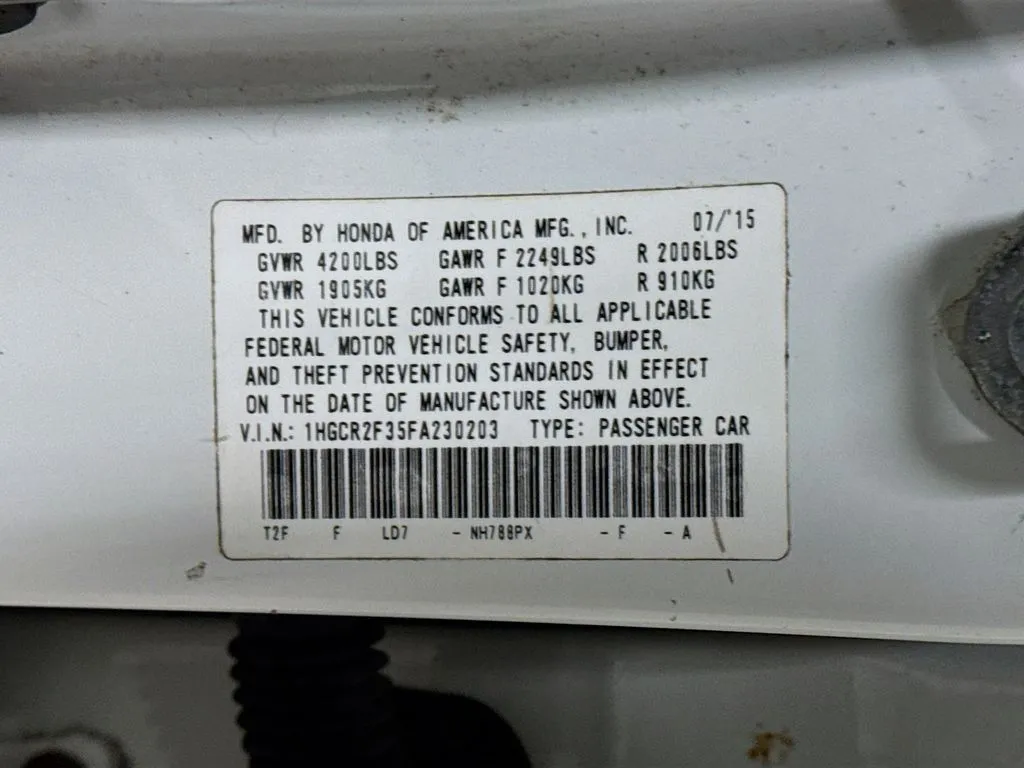 MFD. BY HONDA OF AMERICA MFG., INC. 07/'15
GVWR 4200LBS GAWR F 2249LBS R 2006LBS
GVWR 1905KG GAWR F 1020KG R 910KG
THIS VEHICLE CONFORMS TO ALL APPLICABLE
FEDERAL MOTOR VEHICLE SAFETY, BUMPER,
AND THEFT PREVENTION STANDARDS IN EFFECT
ON THE DATE OF MANUFACTURE SHOWN ABOVE.
V.I.N.: 1HGCR2F35FA230203 TYPE: PASSENGER CAR
T2F F LD7 - NH788PX - F - A